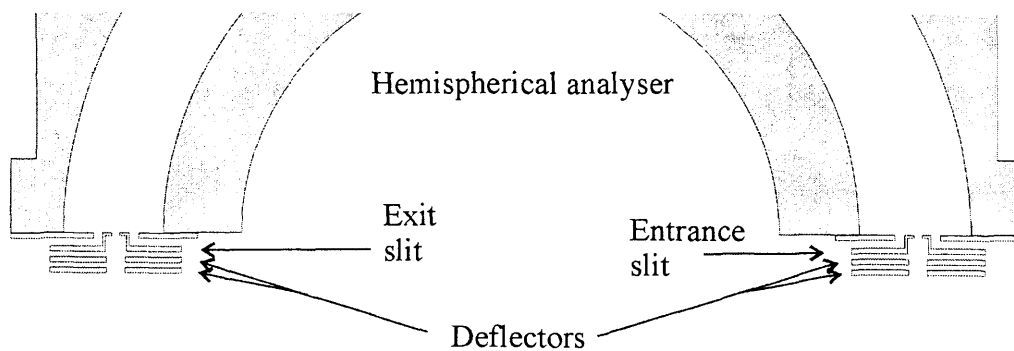 Hemispherical analyser
Exit
slit
Entrance
slit
Deflectors